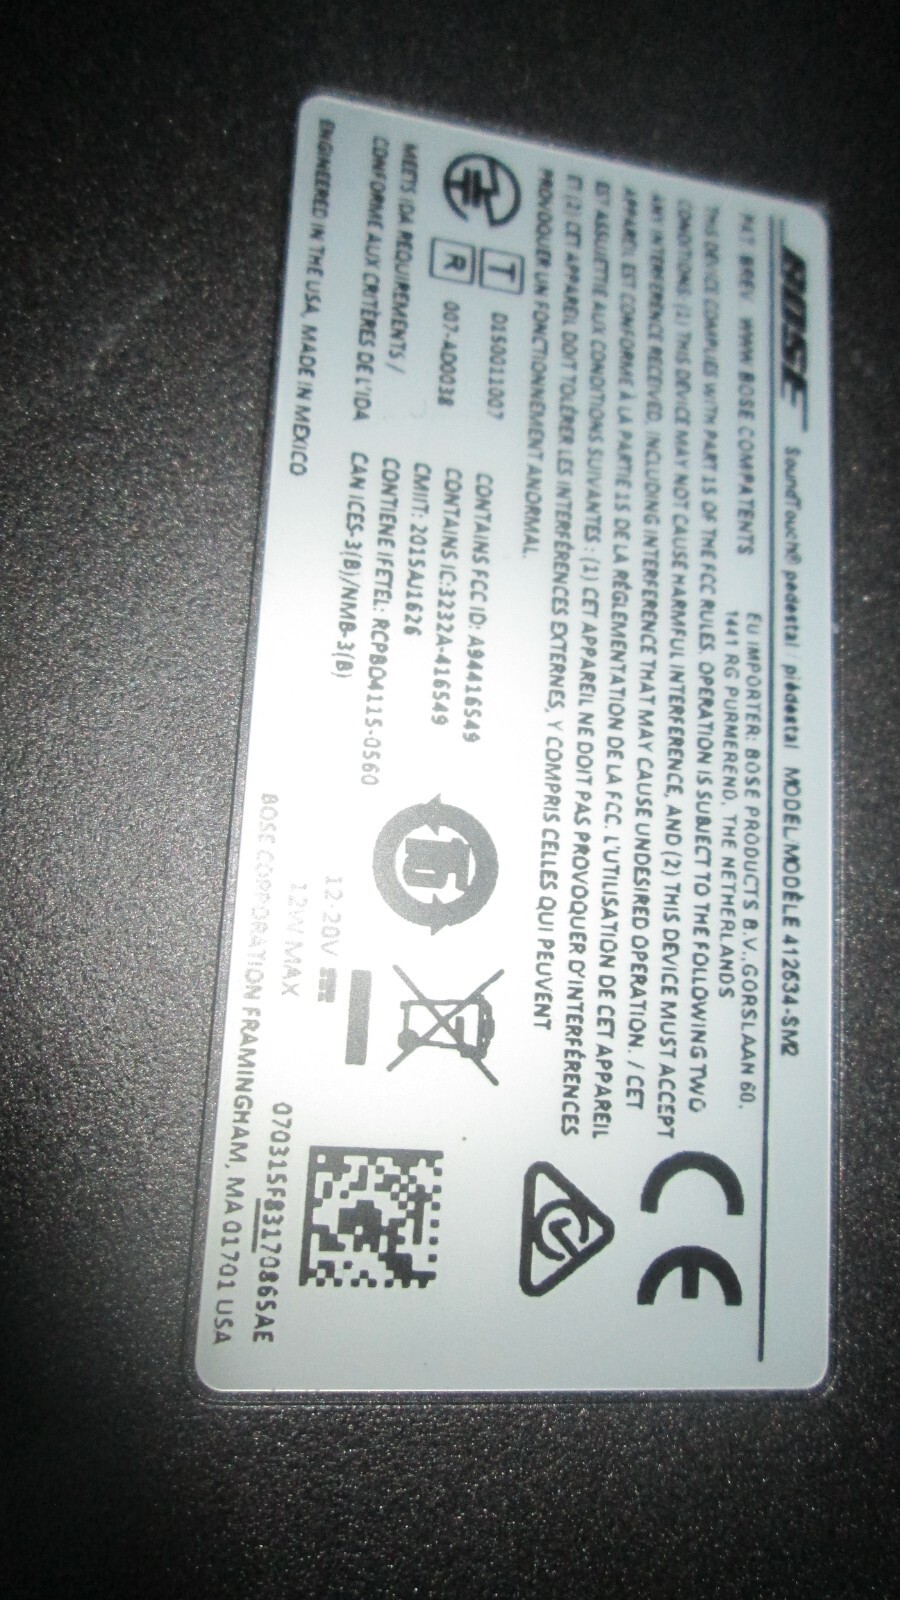 BOSE SoundTouch® pedestal / piédestal MODEL/MODÈLE 412534-SM2
PAT. BREV. WWW.BOSE.COM/PATENTS
EU IMPORTER: BOSE PRODUCTS B.V., GORSLAAN 60,
1441 RG PURMEREND, THE NETHERLANDS
THIS DEVICE COMPLIES WITH PART 15 OF THE FCC RULES. OPERATION IS SUBJECT TO THE FOLLOWING TWO
CONDITIONS: (1) THIS DEVICE MAY NOT CAUSE HARMFUL INTERFERENCE, AND (2) THIS DEVICE MUST ACCEPT
ANY INTERFERENCE RECEIVED, INCLUDING INTERFERENCE THAT MAY CAUSE UNDESIRED OPERATION. / CET
APPAREIL EST CONFORME À LA PARTIE 15 DE LA RÉGLEMENTATION DE LA FCC. L'UTILISATION DE CET APPAREIL
EST ASSUJETTIE AUX CONDITIONS SUIVANTES : (1) CET APPAREIL NE DOIT PAS PROVOQUER D'INTERFÉRENCES
ET (2) CET APPAREIL DOIT TOLÉRER LES INTERFÉRENCES EXTERNES, Y COMPRIS CELLES QUI PEUVENT
PROVOQUER UN FONCTIONNEMENT ANORMAL.
T D150011007
R 007-AD0038
MEETS IDA REQUIREMENTS /
CONFORME AUX CRITÈRES DE L'IDA
CONTAINS FCC ID: A94416549
CONTAINS IC:3232A-416549
CMIIT: 2015AJ1626
CONTIENE IFETEL: RCPBO4115-0560
CAN ICES-3(B)/NMB-3(B)
15
12-20V
12W MAX
070315F83170865AE
ENGINEERED IN THE USA, MADE IN MEXICO
BOSE CORPORATION FRAMINGHAM, MA 01701 USA